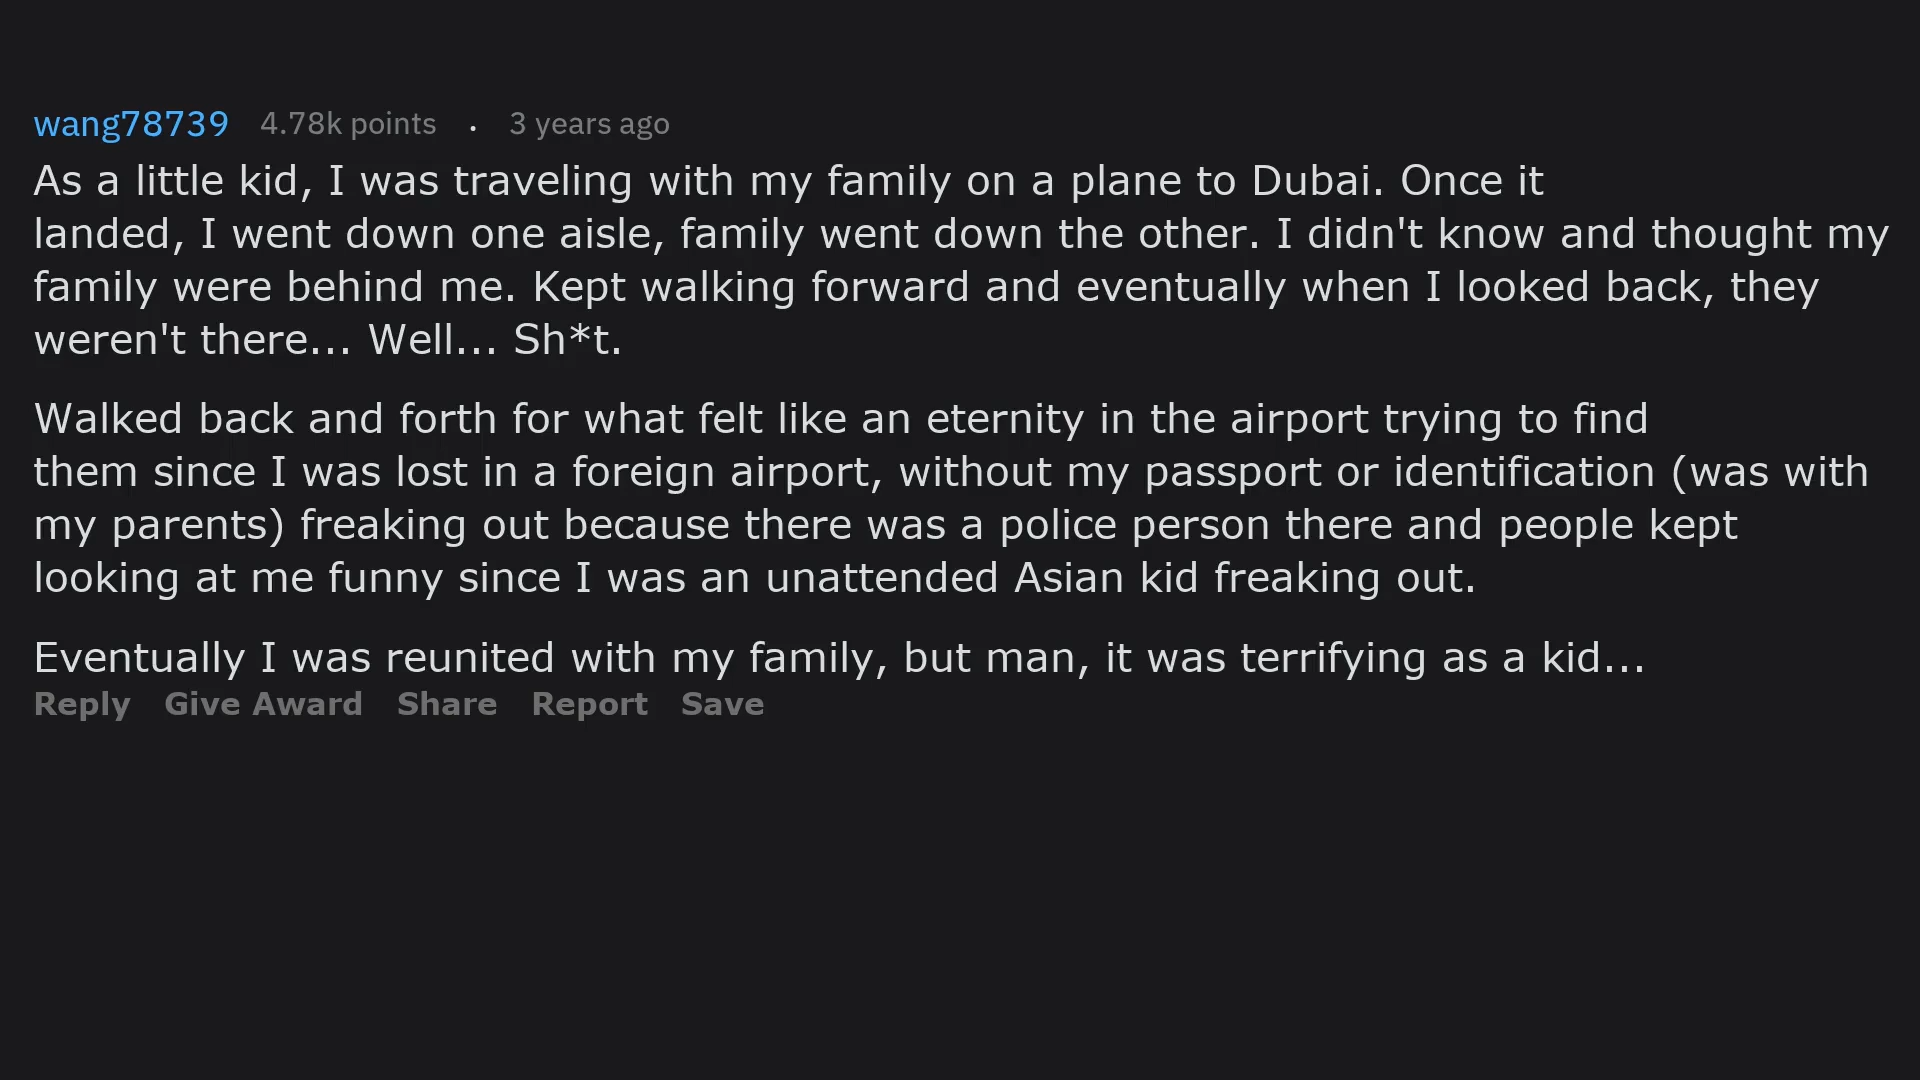 wang78739 4.78k points . 3 years ago
As a little kid, I was traveling with my family on a plane to Dubai. Once it
landed, I went down one aisle, family went down the other. I didn't know and thought my
family were behind me. Kept walking forward and eventually when I looked back, they
weren't there... Well... Sh*t.
Walked back and forth for what felt like an eternity in the airport trying to find
them since I was lost in a foreign airport, without my passport or identification (was with
my parents) freaking out because there was a police person there and people kept
looking at me funny since I was an unattended Asian kid freaking out.
Eventually I was reunited with my family, but man, it was terrifying as a kid...
Reply Give Award Share Report Save